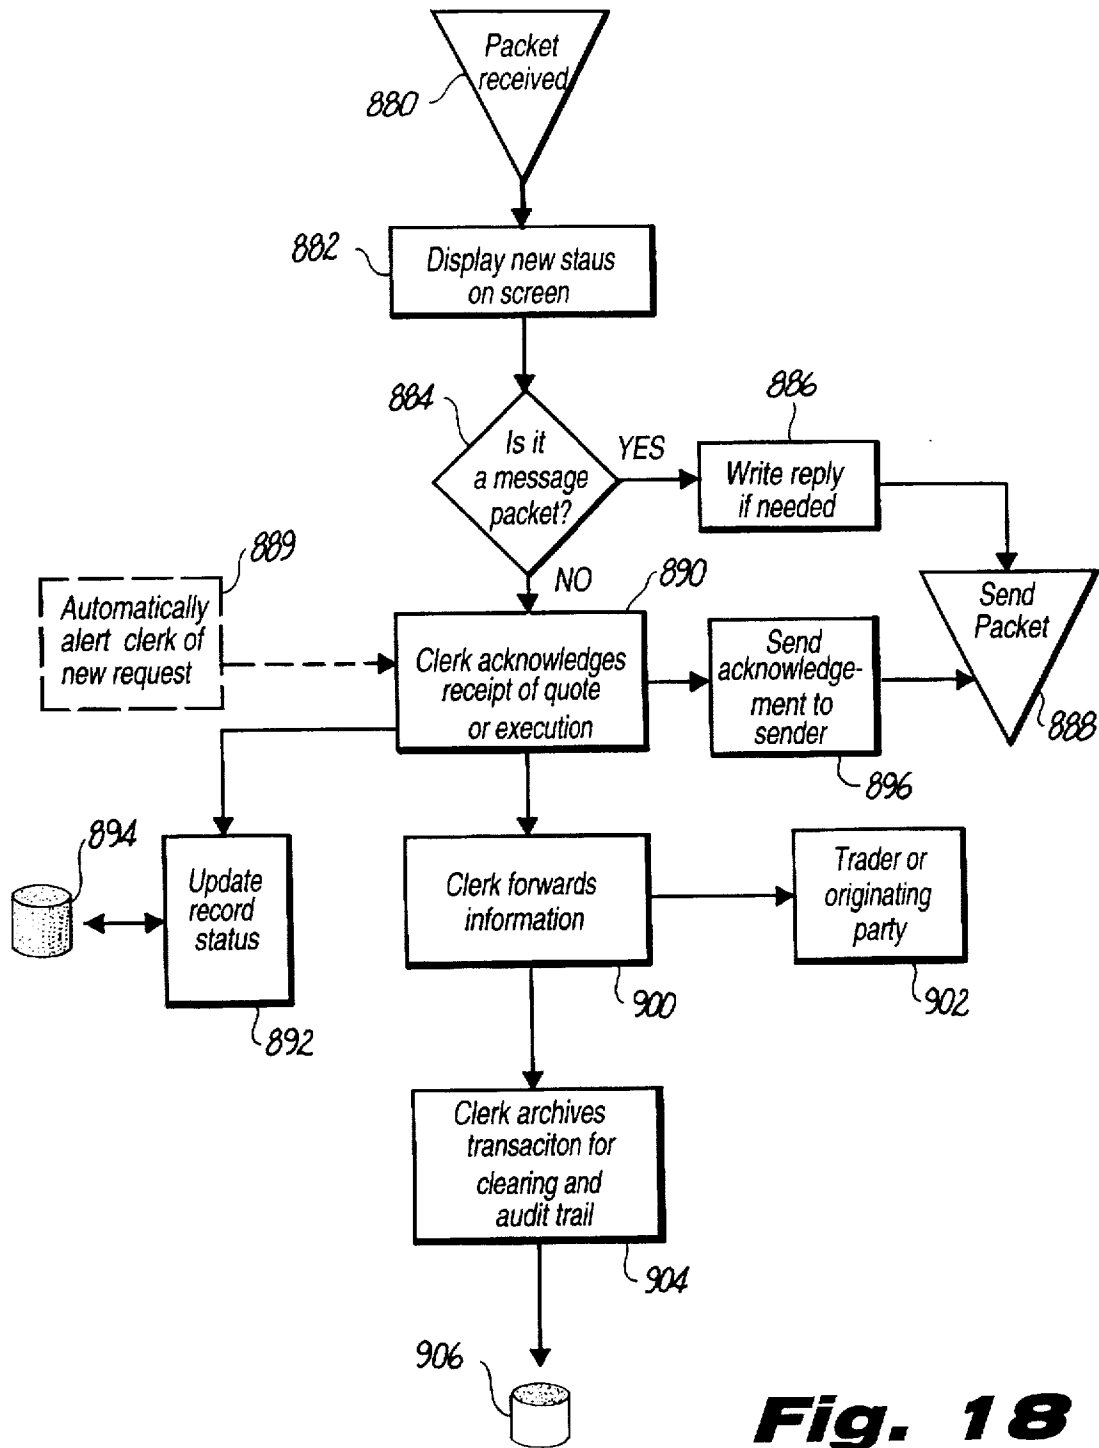 Packet
received
880
882
Display new staus
on screen
884
Is it
a message
packet?
YES
886
Write reply
if needed
889
Automatically
alert clerk of
new request
NO
890
Clerk acknowledges
receipt of quote
or execution
Send
acknowledge-
ment to
sender
896
Send
Packet
888
894
Update
record
status
892
Clerk forwards
information
900
Trader or
originating
party
902
Clerk archives
transaciton for
clearing and
audit trail
904
906
Fig. 18